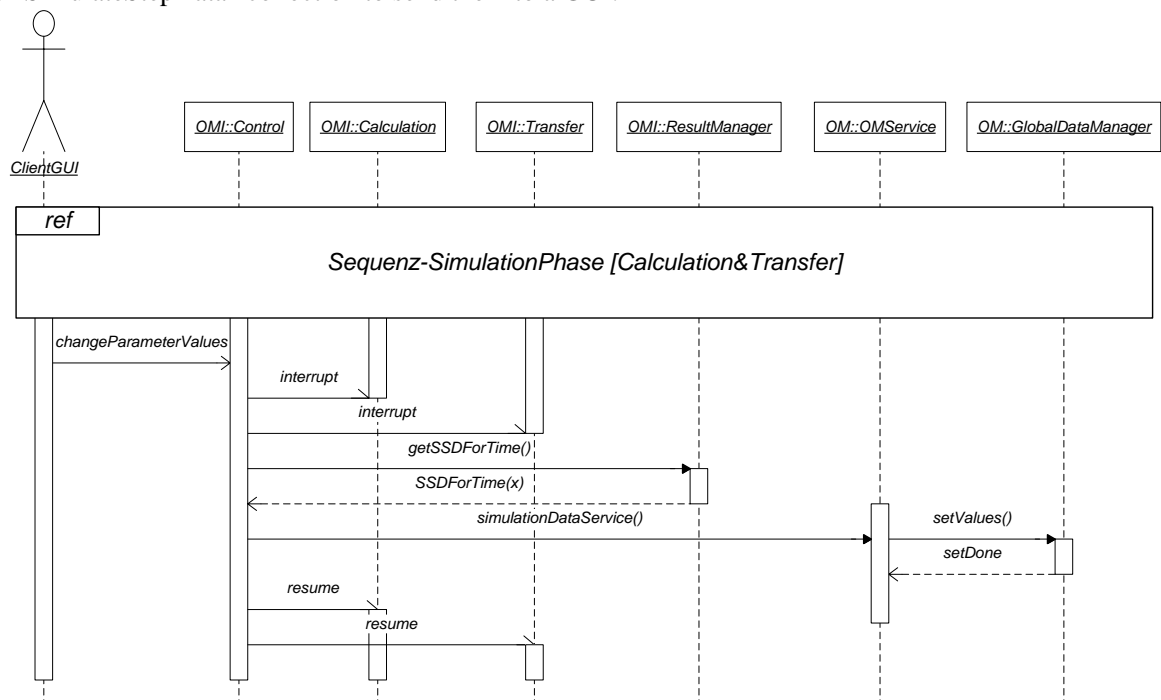 OMI::Control
OMI::Calculation
OMI::Transfer
OMI::ResultManager
OM::OMService
OM::GlobalDataManager
ClientGUI
ref
Sequenz-SimulationPhase [Calculation&Transfer]
changeParameterValues
interrupt
interrupt
getSSDForTime()
SSDForTime(x)
simulationDataService()
setValues()
setDone
resume
resume